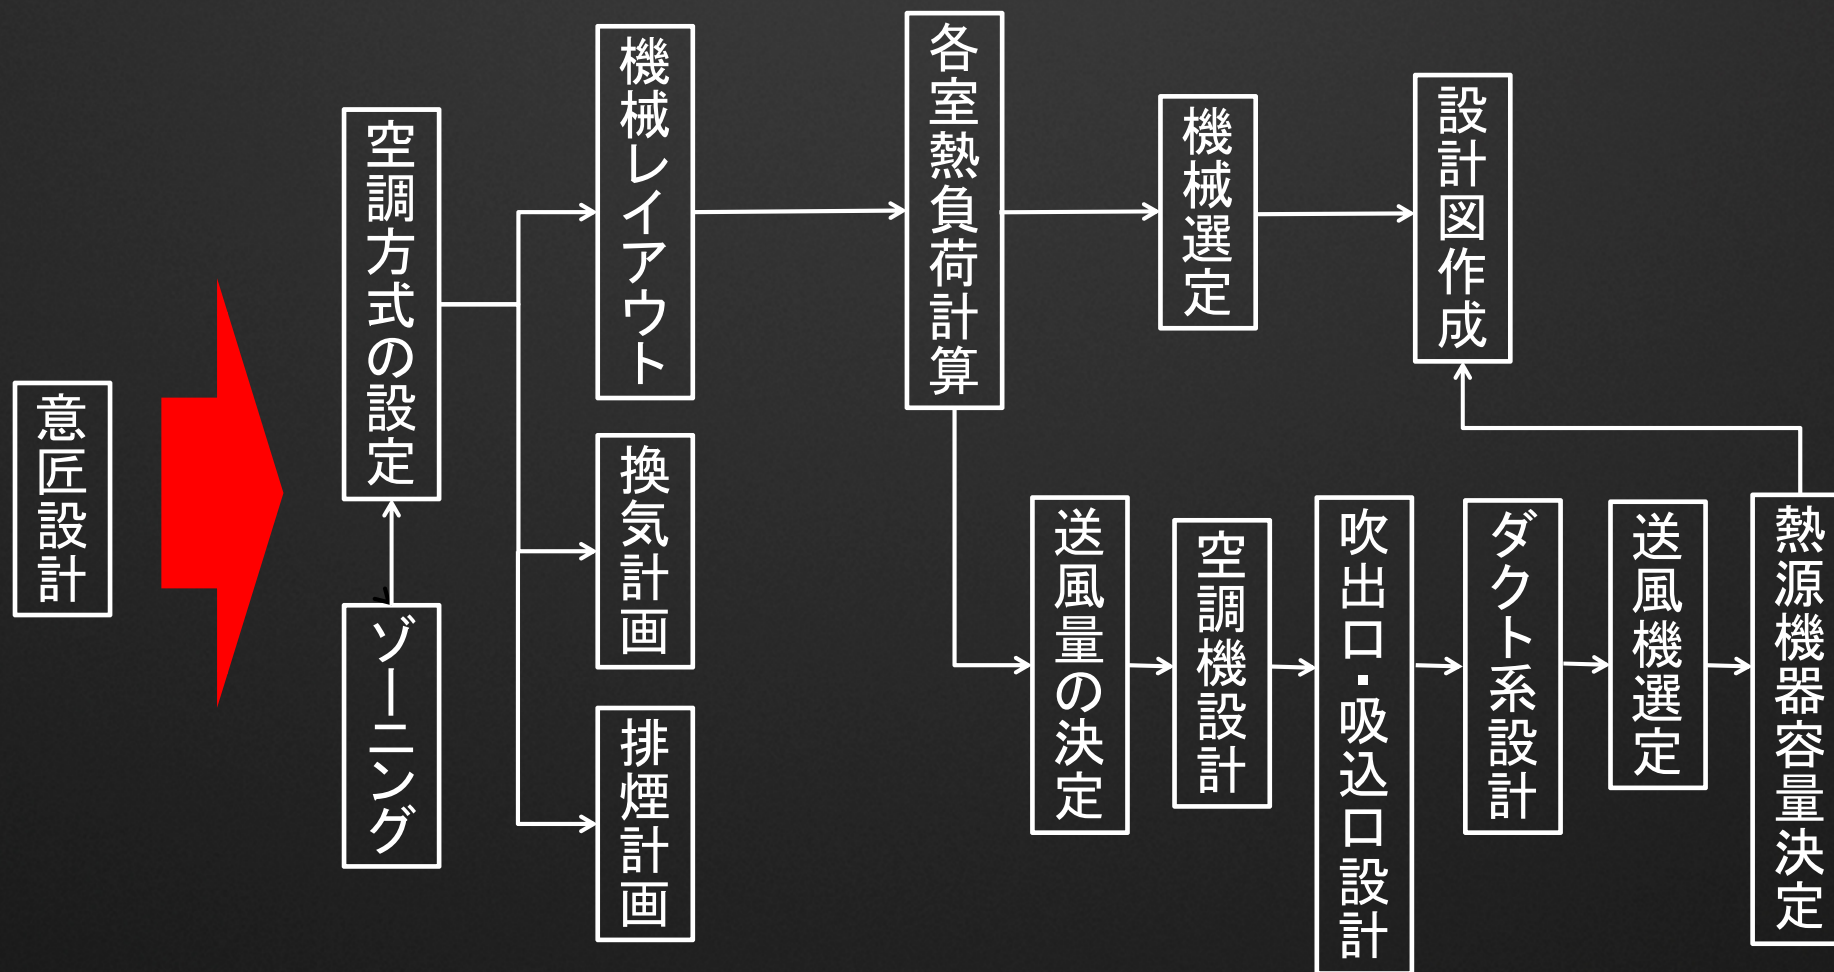 意匠設計
空調方式の設定
ゾーニング
機械レイアウト
換気計画
排煙計画
各室熱負荷計算
機械選定
設計図作成
送風量の決定
空調機設計
吹出口・吸込口設計
ダクト系設計
送風機選定
熱源機器容量決定